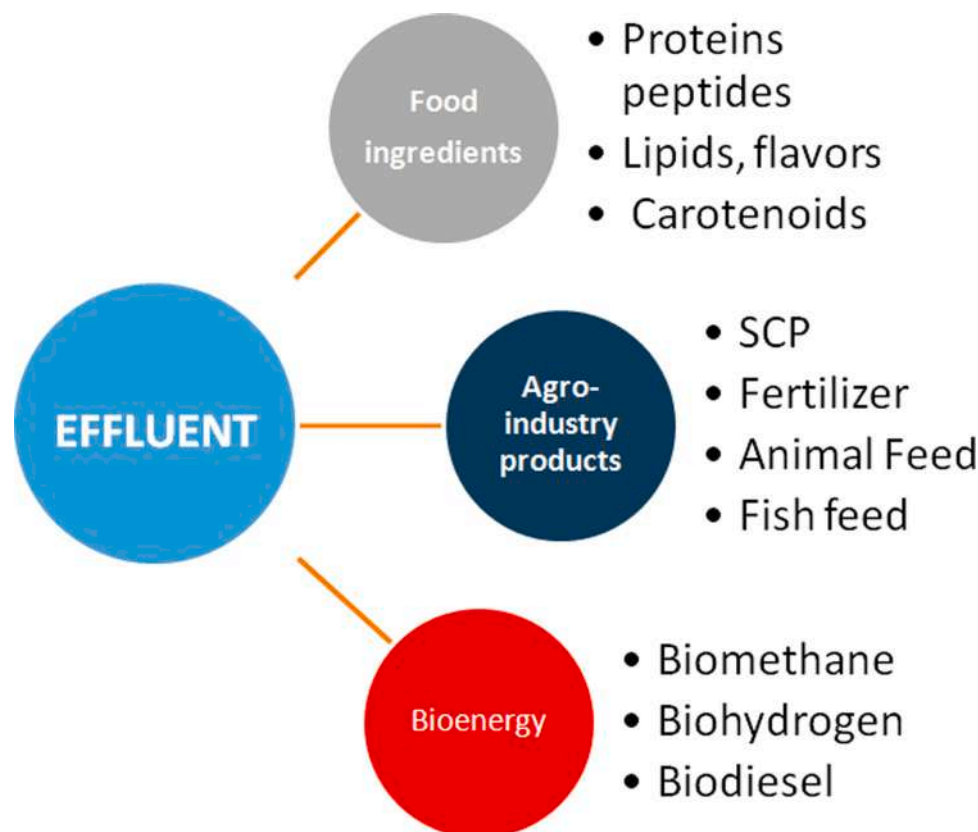 Food
ingredients
• Proteins
peptides
• Lipids, flavors
• Carotenoids
EFFLUENT
Agro-
industry
products
• SCP
• Fertilizer
• Animal Feed
• Fish feed
Bioenergy
• Biomethane
• Biohydrogen
• Biodiesel